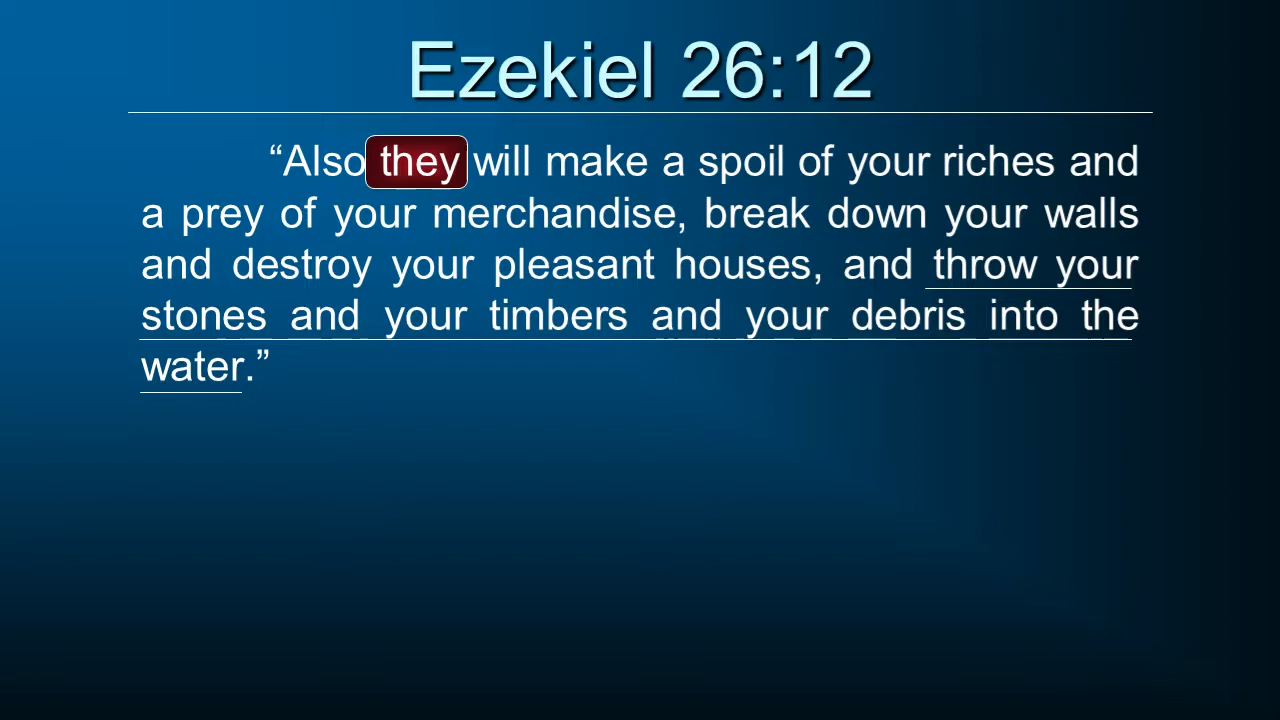 Ezekiel 26:12
“Also they will make a spoil of your riches and
a prey of your merchandise, break down your walls
and destroy your pleasant houses, and throw your
stones and your timbers and your debris into the
water.”